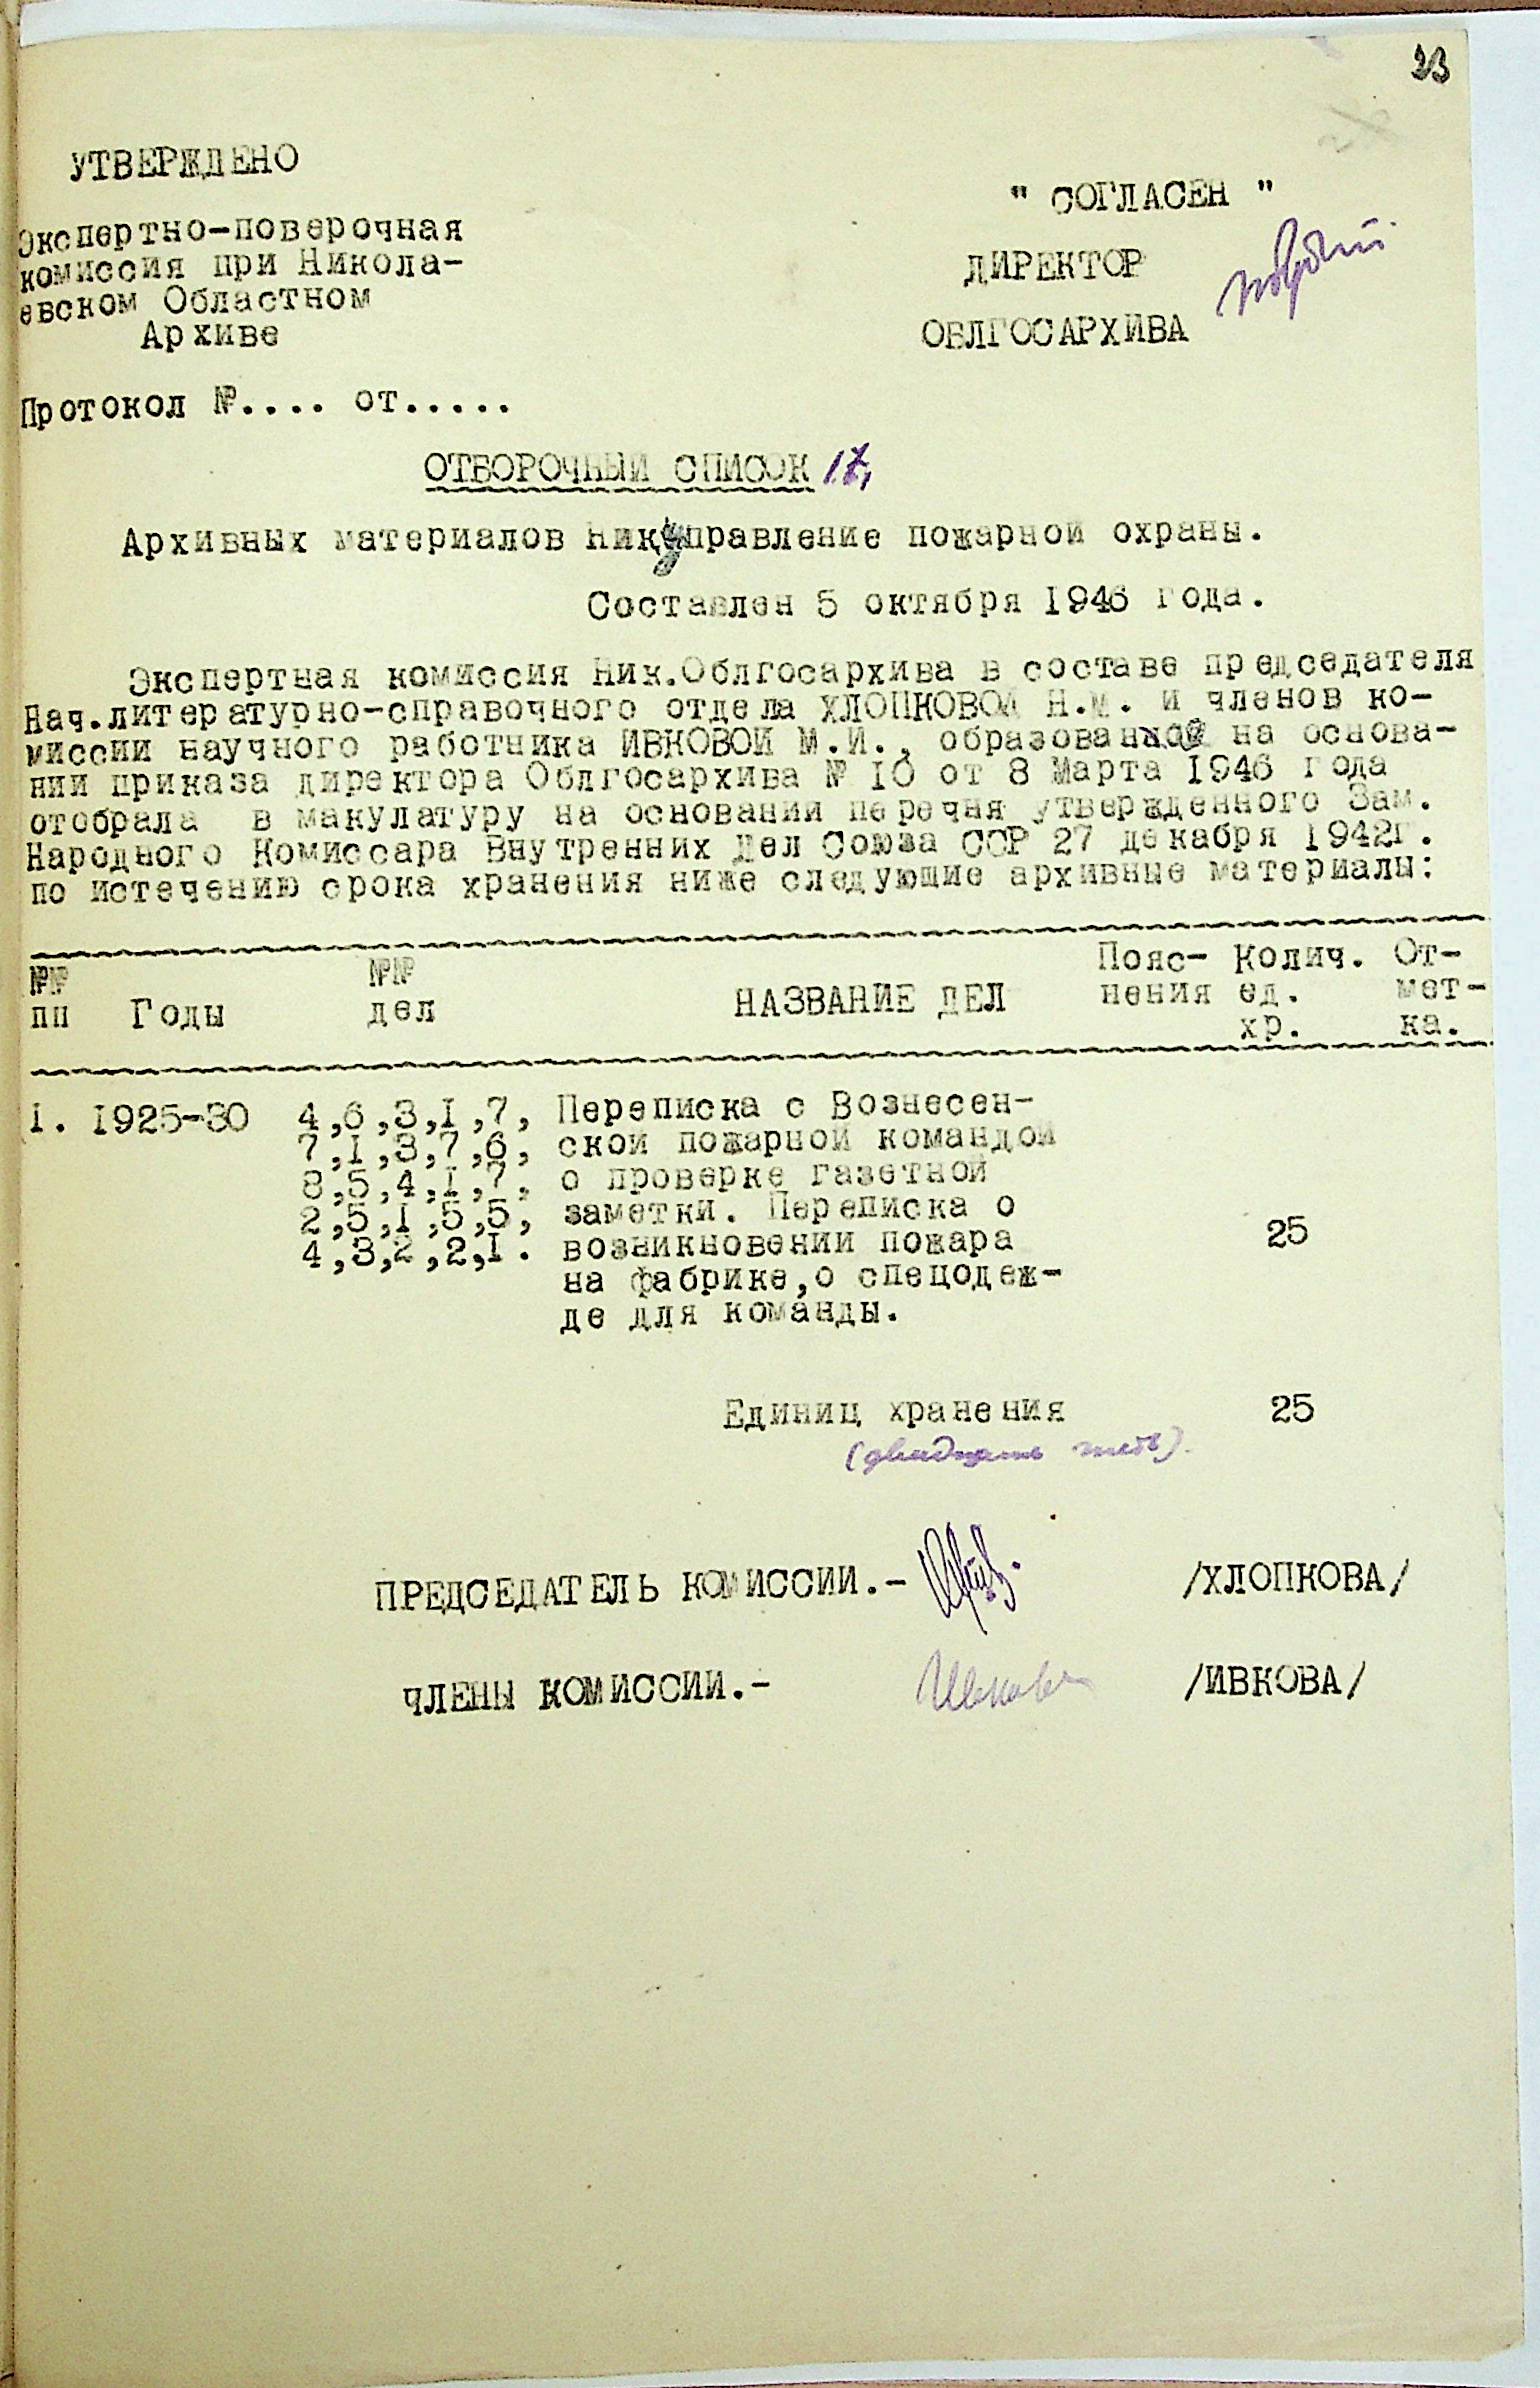 23
УТВЕРЖДЕНО
Экспертно-поверочная
комиссия при Никола-
евском Областном
Архиве
Протокол №.... от.....
" СОГЛАСЕН "
ДИРЕКТОР
ОБЛГОСАРХИВА
ОТБОРОЧНЫЙ СПИСОК 17,
Архивных материалов Ник,управление пожарной охраны.
Составлен 5 октября 1946 года.
Экспертная комиссия Ник.Облгосархива в составе председателя
Нач.литературно-справочного отдела ХЛОПКОВОЙ Н.М. и членов ко-
миссии научного работника ИВКОВОЙ М.И., образованной на основа-
нии приказа директора Облгосархива № 10 от 8 Марта 1946 года
отобрала в макулатуру на основании перечня утвержденного Зам.
Народного Комиссара Внутренних Дел Союза ССР 27 декабря 1942г.
по истечению срока хранения ниже следующие архивные материалы:
№№ пп Годы №№ дел НАЗВАНИЕ ДЕЛ Пояс- нения Колич. ед. хр. От- мет- ка.
1. 1925-30 4,6,3,1,7, Переписка с Вознесен-
7,1,3,7,6, ской пожарной командой
8,5,4,1,7, о проверке газетной
2,5,1,5,5, заметки. Переписка о
4,3,2,2,1. возникновении пожара 25
на фабрике,о спецодеж-
де для команды.
Единиц хранения 25
(двадцать пять).
ПРЕДСЕДАТЕЛЬ КОМИССИИ.- /ХЛОПКОВА/
ЧЛЕНЫ КОМИССИИ.- Ивкова /ИВКОВА/